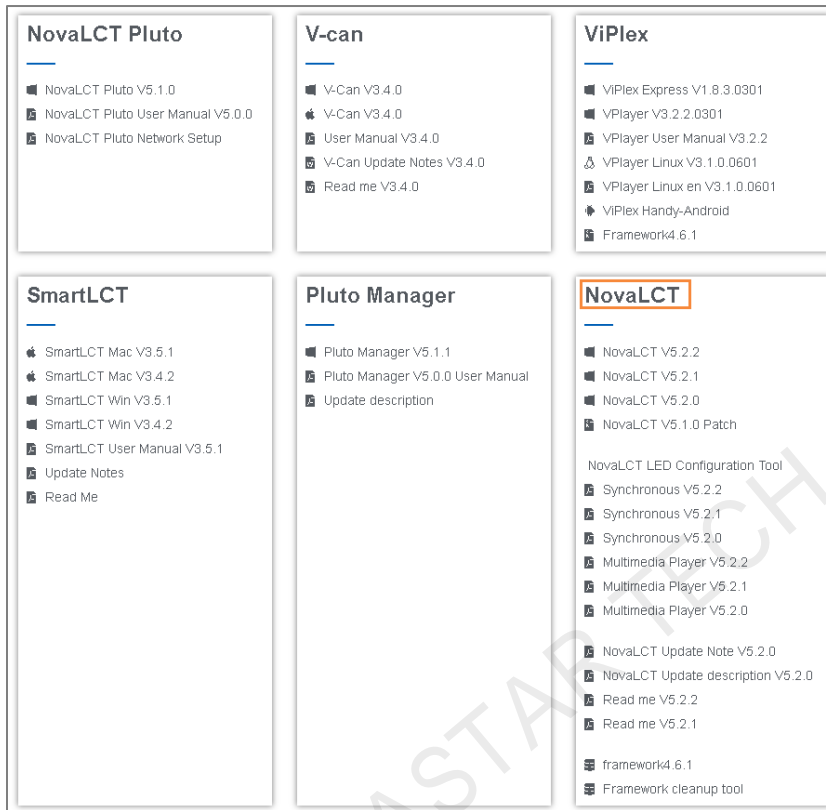 NovaLCT Pluto
NovaLCT Pluto V5.1.0
NovaLCT Pluto User Manual V5.0.0
NovaLCT Pluto Network Setup
V-can
V-Can V3.4.0
V-Can V3.4.0
User Manual V3.4.0
V-Can Update Notes V3.4.0
Read me V3.4.0
ViPlex
ViPlex Express V1.8.3.0301
VPlayer V3.2.2.0301
VPlayer User Manual V3.2.2
VPlayer Linux V3.1.0.0601
VPlayer Linux en V3.1.0.0601
ViPlex Handy-Android
Framework4.6.1
SmartLCT
SmartLCT Mac V3.5.1
SmartLCT Mac V3.4.2
SmartLCT Win V3.5.1
SmartLCT Win V3.4.2
SmartLCT User Manual V3.5.1
Update Notes
Read Me
Pluto Manager
Pluto Manager V5.1.1
Pluto Manager V5.0.0 User Manual
Update description
NovaLCT
NovaLCT V5.2.2
NovaLCT V5.2.1
NovaLCT V5.2.0
NovaLCT V5.1.0 Patch
NovaLCT LED Configuration Tool
Synchronous V5.2.2
Synchronous V5.2.1
Synchronous V5.2.0
Multimedia Player V5.2.2
Multimedia Player V5.2.1
Multimedia Player V5.2.0
NovaLCT Update Note V5.2.0
NovaLCT Update description V5.2.0
Read me V5.2.2
Read me V5.2.1
framework4.6.1
Framework cleanup tool
ASTAR TECH